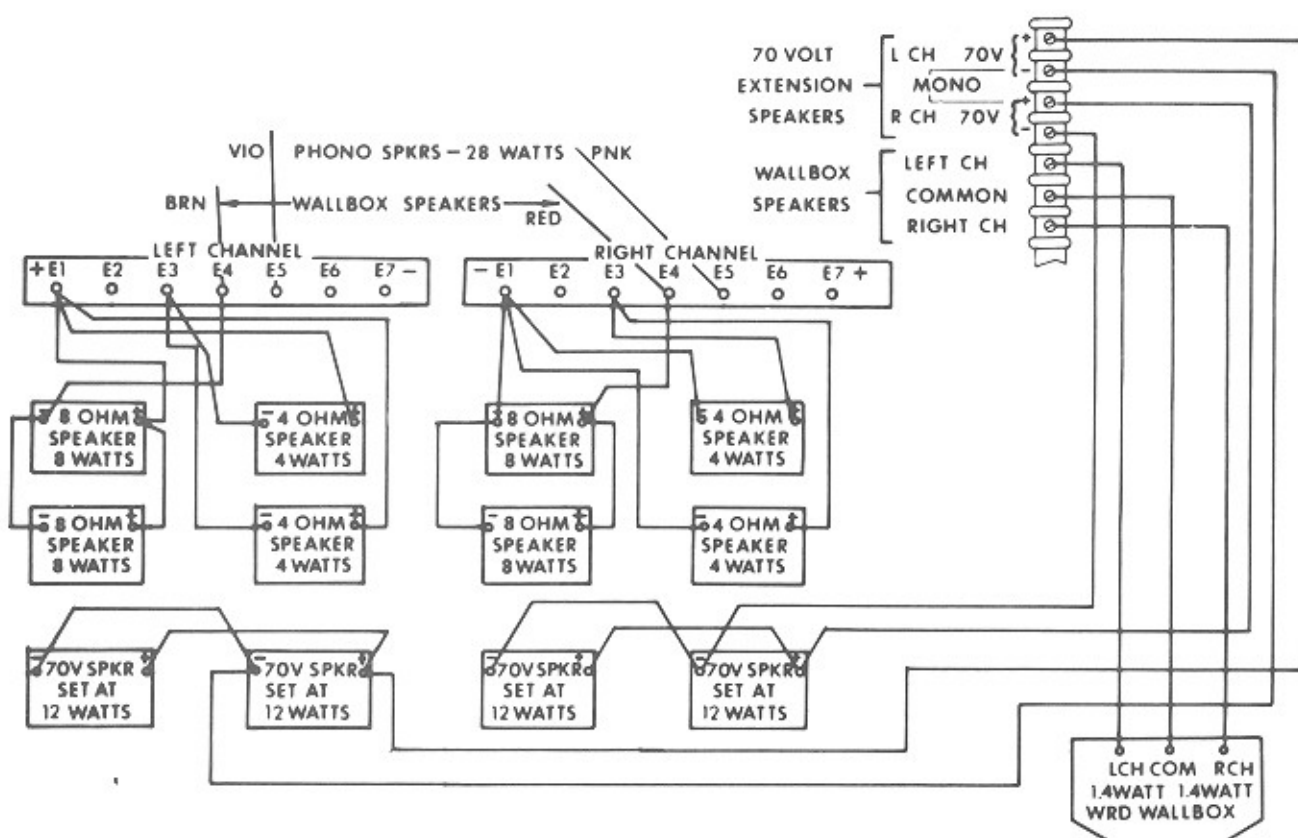 70 VOLT
EXTENSION
SPEAKERS
L CH 70V + -
MONO
R CH 70V + -
WALLBOX
SPEAKERS
LEFT CH
COMMON
RIGHT CH
VIO PHONO SPKRS – 28 WATTS PNK
BRN WALLBOX SPEAKERS RED
LEFT CHANNEL
+ E1 E2 E3 E4 E5 E6 E7 -
RIGHT CHANNEL
- E1 E2 E3 E4 E5 E6 E7 +
- 8 OHM +
SPEAKER
8 WATTS
- 4 OHM +
SPEAKER
4 WATTS
- 8 OHM +
SPEAKER
8 WATTS
- 4 OHM +
SPEAKER
4 WATTS
- 8 OHM +
SPEAKER
8 WATTS
- 4 OHM +
SPEAKER
4 WATTS
- 8 OHM +
SPEAKER
8 WATTS
- 4 OHM +
SPEAKER
4 WATTS
- 70V SPKR +
SET AT
12 WATTS
- 70V SPKR +
SET AT
12 WATTS
- 70V SPKR +
SET AT
12 WATTS
- 70V SPKR +
SET AT
12 WATTS
LCH COM RCH
1.4WATT 1.4WATT
WRD WALLBOX